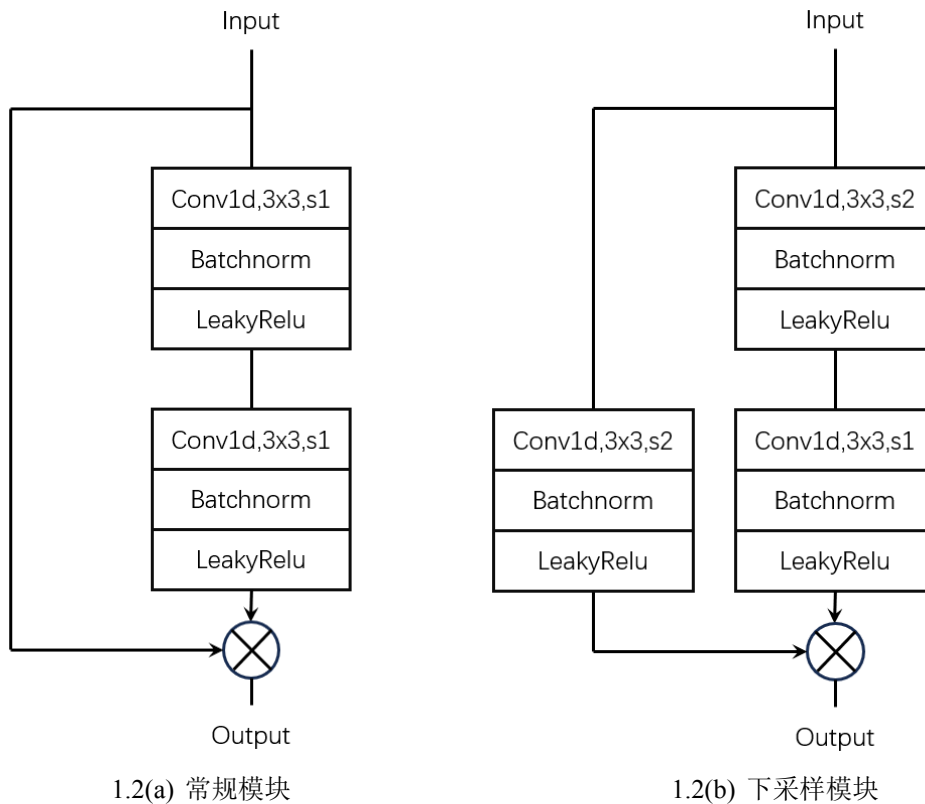 Input
Conv1d,3x3,s1
Batchnorm
LeakyRelu
Conv1d,3x3,s1
Batchnorm
LeakyRelu
Output
1.2(a) 常规模块
Input
Conv1d,3x3,s2
Batchnorm
LeakyRelu
Conv1d,3x3,s2
Batchnorm
LeakyRelu
Conv1d,3x3,s1
Batchnorm
LeakyRelu
Output
1.2(b) 下采样模块